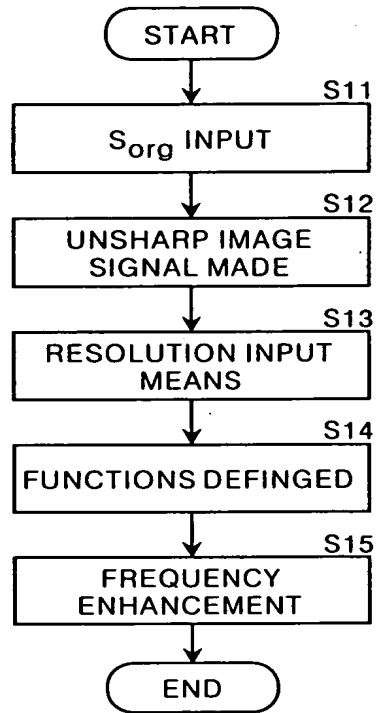 START
S11
Sorg INPUT
S12
UNSHARP IMAGE
SIGNAL MADE
S13
RESOLUTION INPUT
MEANS
S14
FUNCTIONS DEFINGED
S15
FREQUENCY
ENHANCEMENT
END